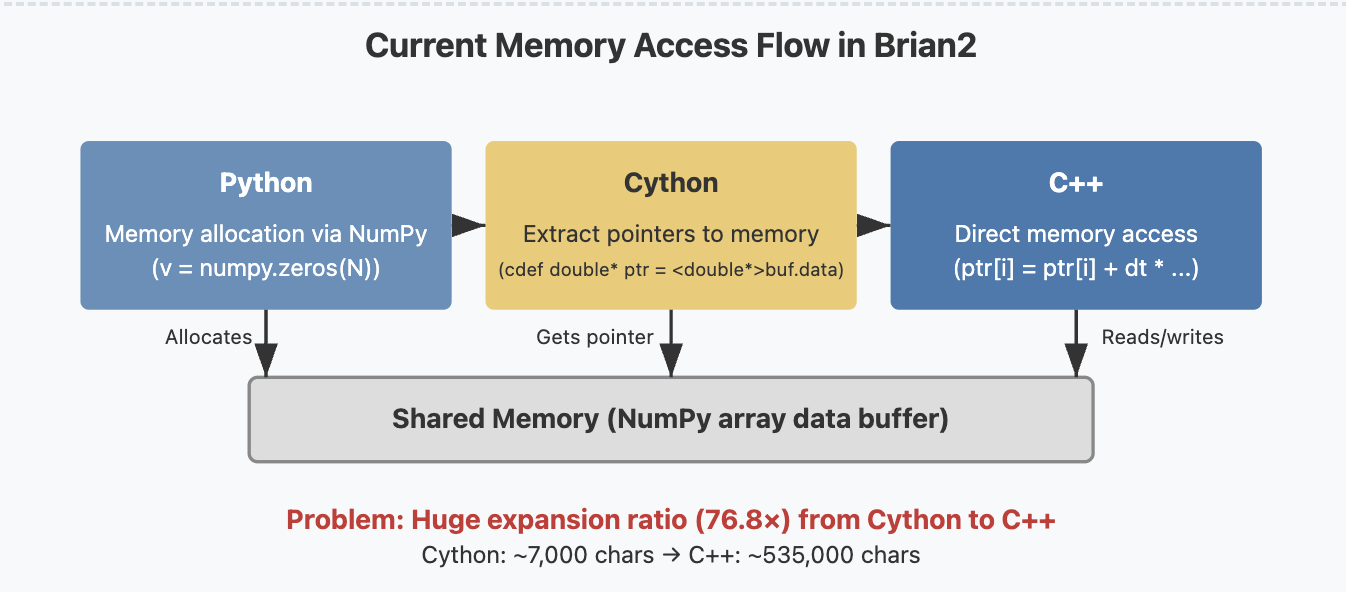 Current Memory Access Flow in Brian2
Python
Memory allocation via NumPy
(v = numpy.zeros(N))
Cython
Extract pointers to memory
(cdef double* ptr = <double*>buf.data)
C++
Direct memory access
(ptr[i] = ptr[i] + dt * ...)
Allocates
Gets pointer
Reads/writes
Shared Memory (NumPy array data buffer)
Problem: Huge expansion ratio (76.8×) from Cython to C++
Cython: ~7,000 chars → C++: ~535,000 chars